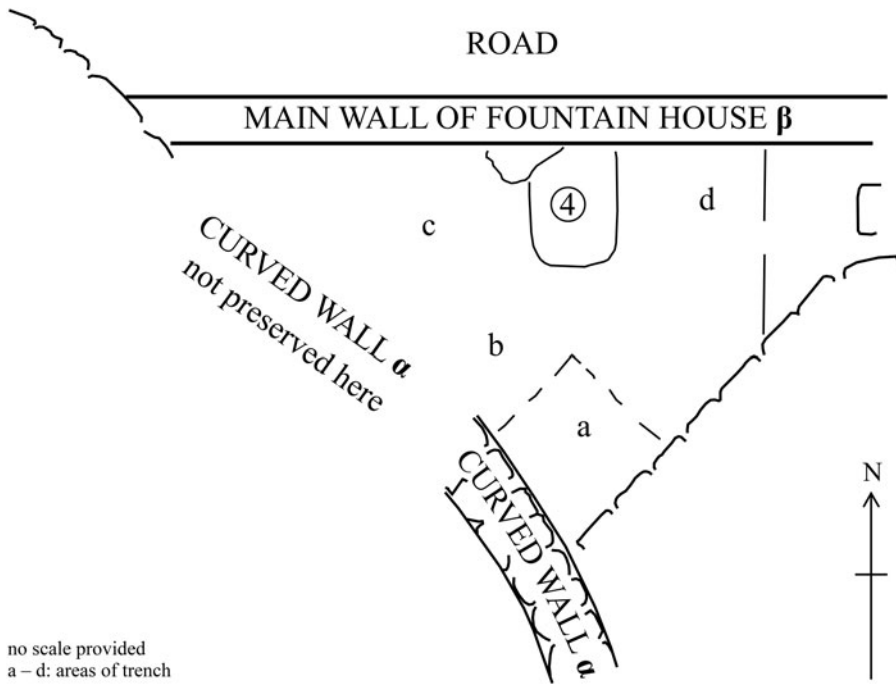 ROAD
MAIN WALL OF FOUNTAIN HOUSE β
4
d
c
CURVED WALL α
not preserved here
b
a
CURVED WALL α
N
no scale provided
a – d: areas of trench